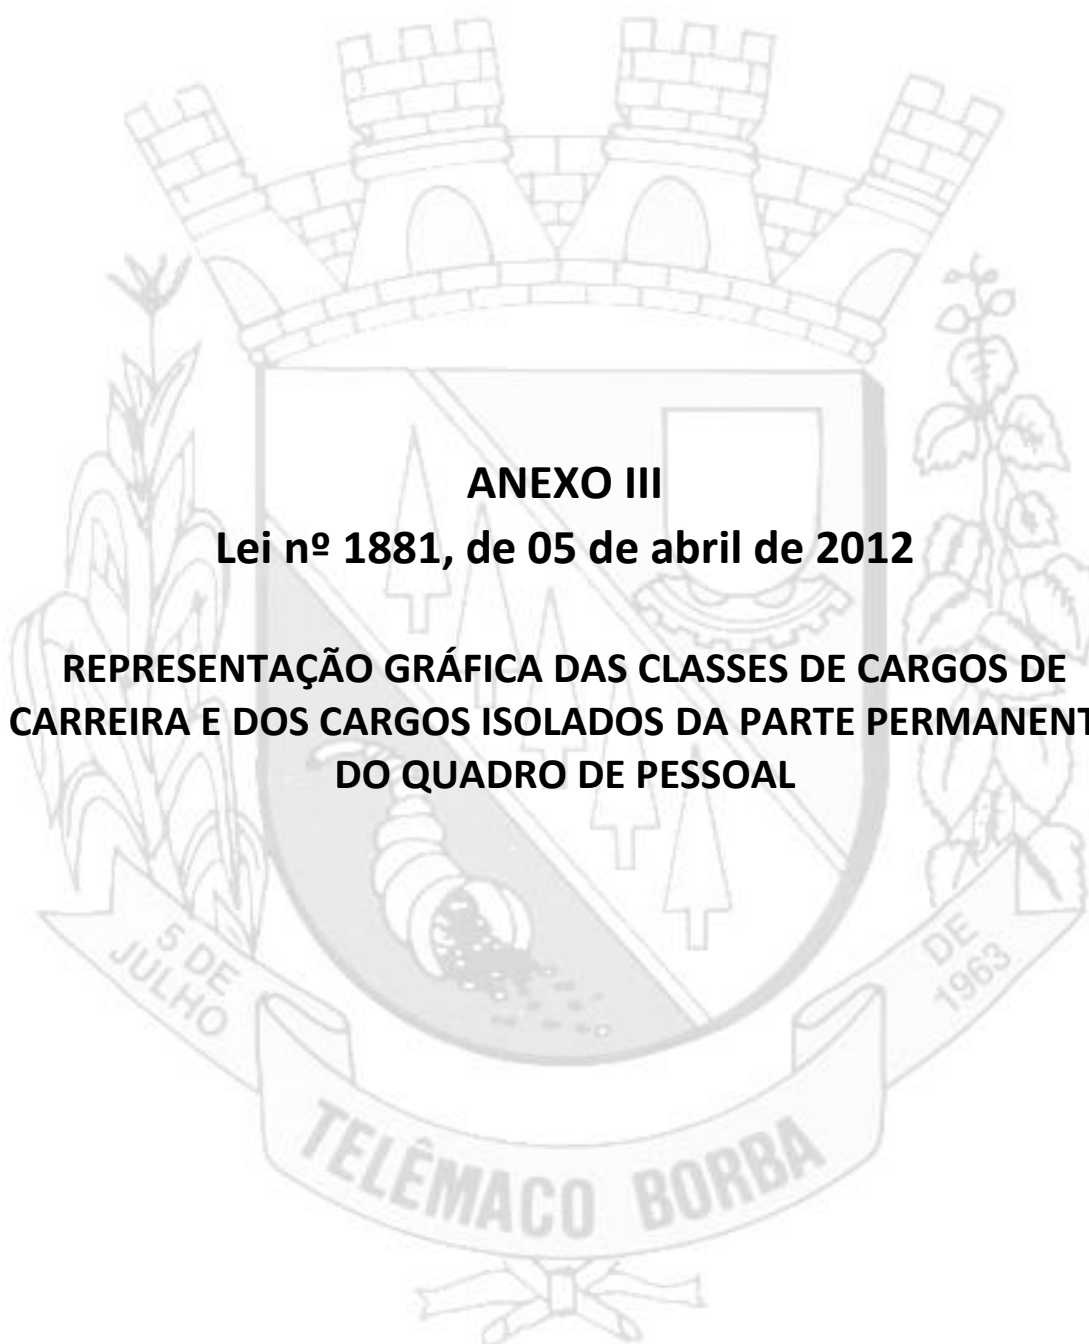 ANEXO III
Lei nº 1881, de 05 de abril de 2012
REPRESENTAÇÃO GRÁFICA DAS CLASSES DE CARGOS DE
CARREIRA E DOS CARGOS ISOLADOS DA PARTE PERMANENT
DO QUADRO DE PESSOAL
5 DE
JULHO
DE
1963
TELÊMACO BORBA